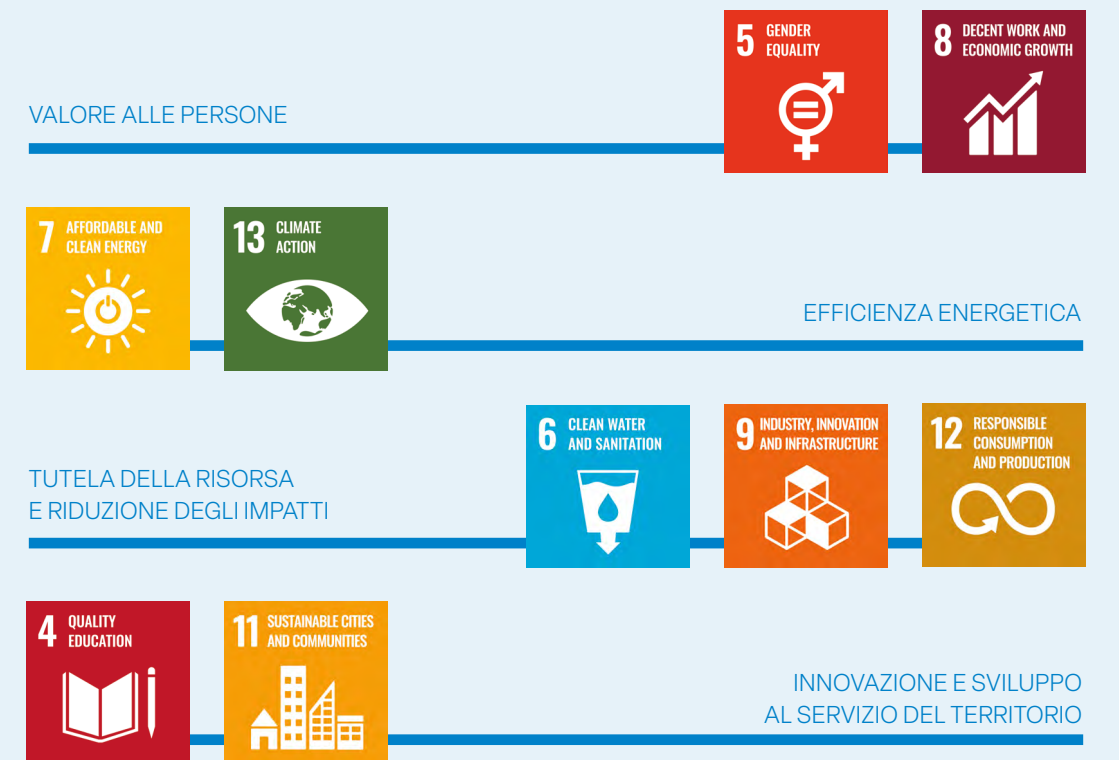 VALORE ALLE PERSONE
5 GENDER
EQUALITY
8 DECENT WORK AND
ECONOMIC GROWTH
7 AFFORDABLE AND
CLEAN ENERGY
13 CLIMATE
ACTION
EFFICIENZA ENERGETICA
TUTELA DELLA RISORSA
E RIDUZIONE DEGLI IMPATTI
6 CLEAN WATER
AND SANITATION
9 INDUSTRY, INNOVATION
AND INFRASTRUCTURE
12 RESPONSIBLE
CONSUMPTION
AND PRODUCTION
4 QUALITY
EDUCATION
11 SUSTAINABLE CITIES
AND COMMUNITIES
INNOVAZIONE E SVILUPPO
AL SERVIZIO DEL TERRITORIO